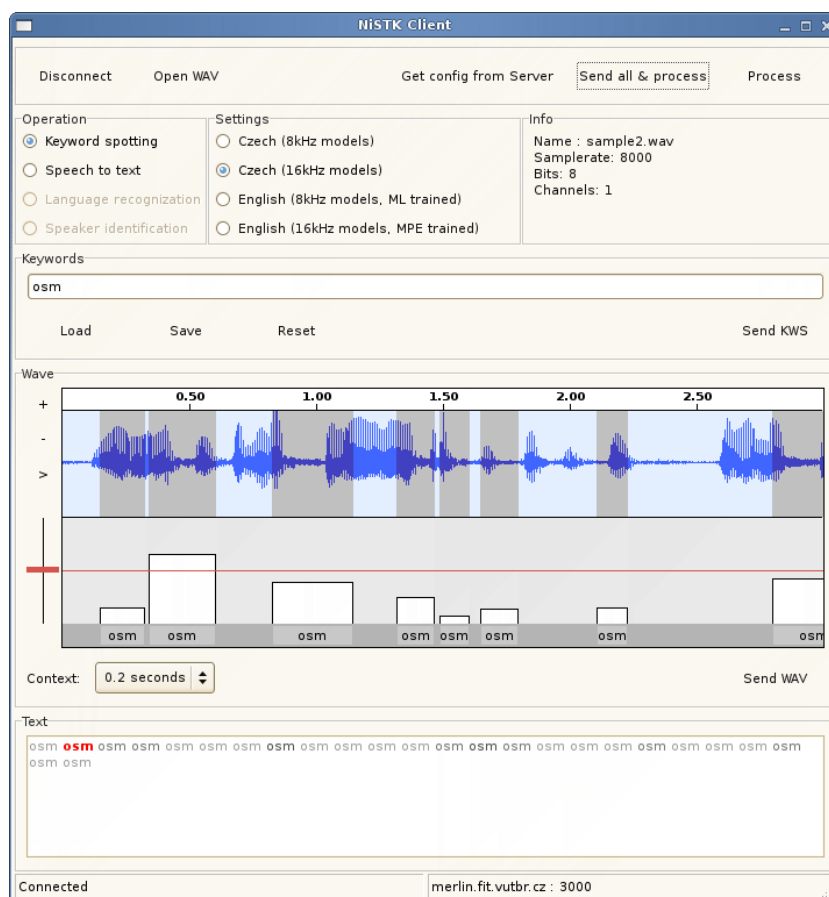 NiSTK Client
Disconnect Open WAV Get config from Server Send all & process Process
Operation Settings Info
Keyword spotting Czech (8kHz models) Name : sample2.wav
Speech to text Czech (16kHz models) Samplerate: 8000
Language recognization English (8kHz models, ML trained) Bits: 8
Speaker identification English (16kHz models, MPE trained) Channels: 1
Keywords
osm
Load Save Reset Send KWS
Wave
+ 0.50 1.00 1.50 2.00 2.50
-
>
osm osm osm osm osm osm osm osm
Context: 0.2 seconds Send WAV
Text
osm osm osm osm osm osm osm osm osm osm osm osm osm osm osm osm osm osm osm osm osm osm osm
osm osm
Connected merlin.fit.vutbr.cz : 3000